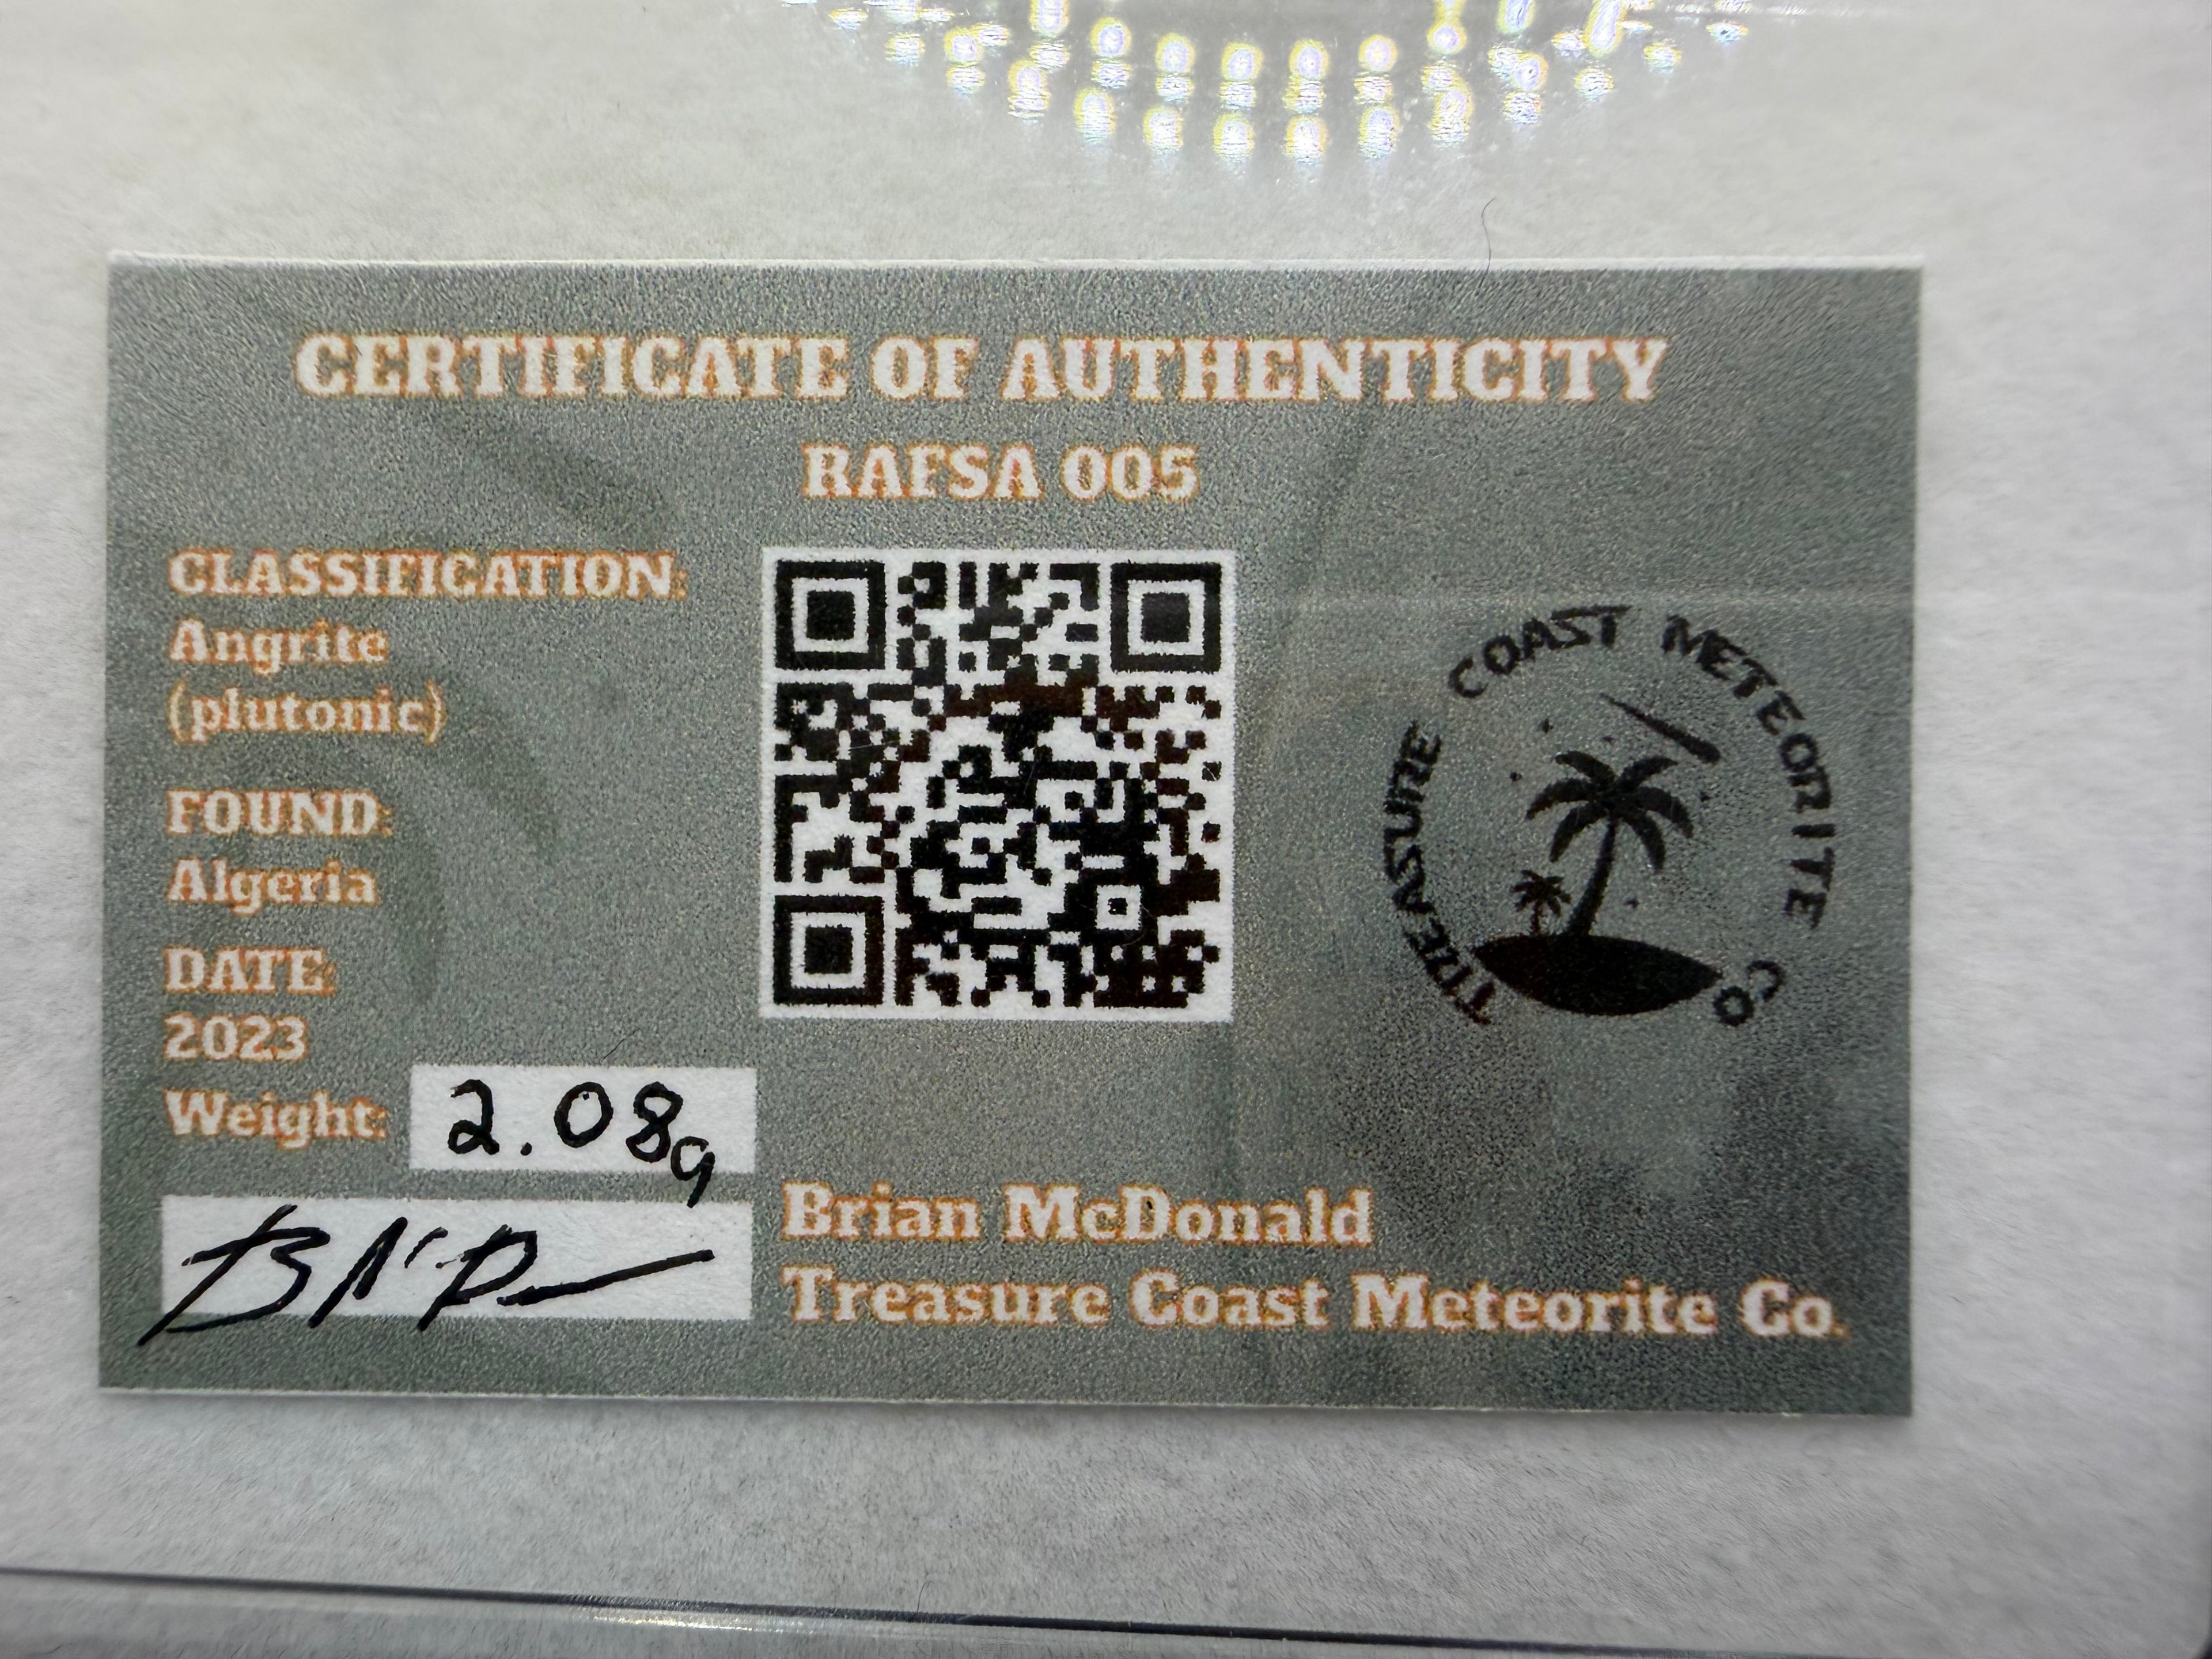 CERTIFICATE OF AUTHENTICITY
RAFSA 005
CLASSIFICATION:
Angrite
(plutonic)
FOUND:
Algeria
DATE:
2023
Weight: 2.08g
TREASURE COAST METEORITE CO
Brian McDonald
Treasure Coast Meteorite Co.